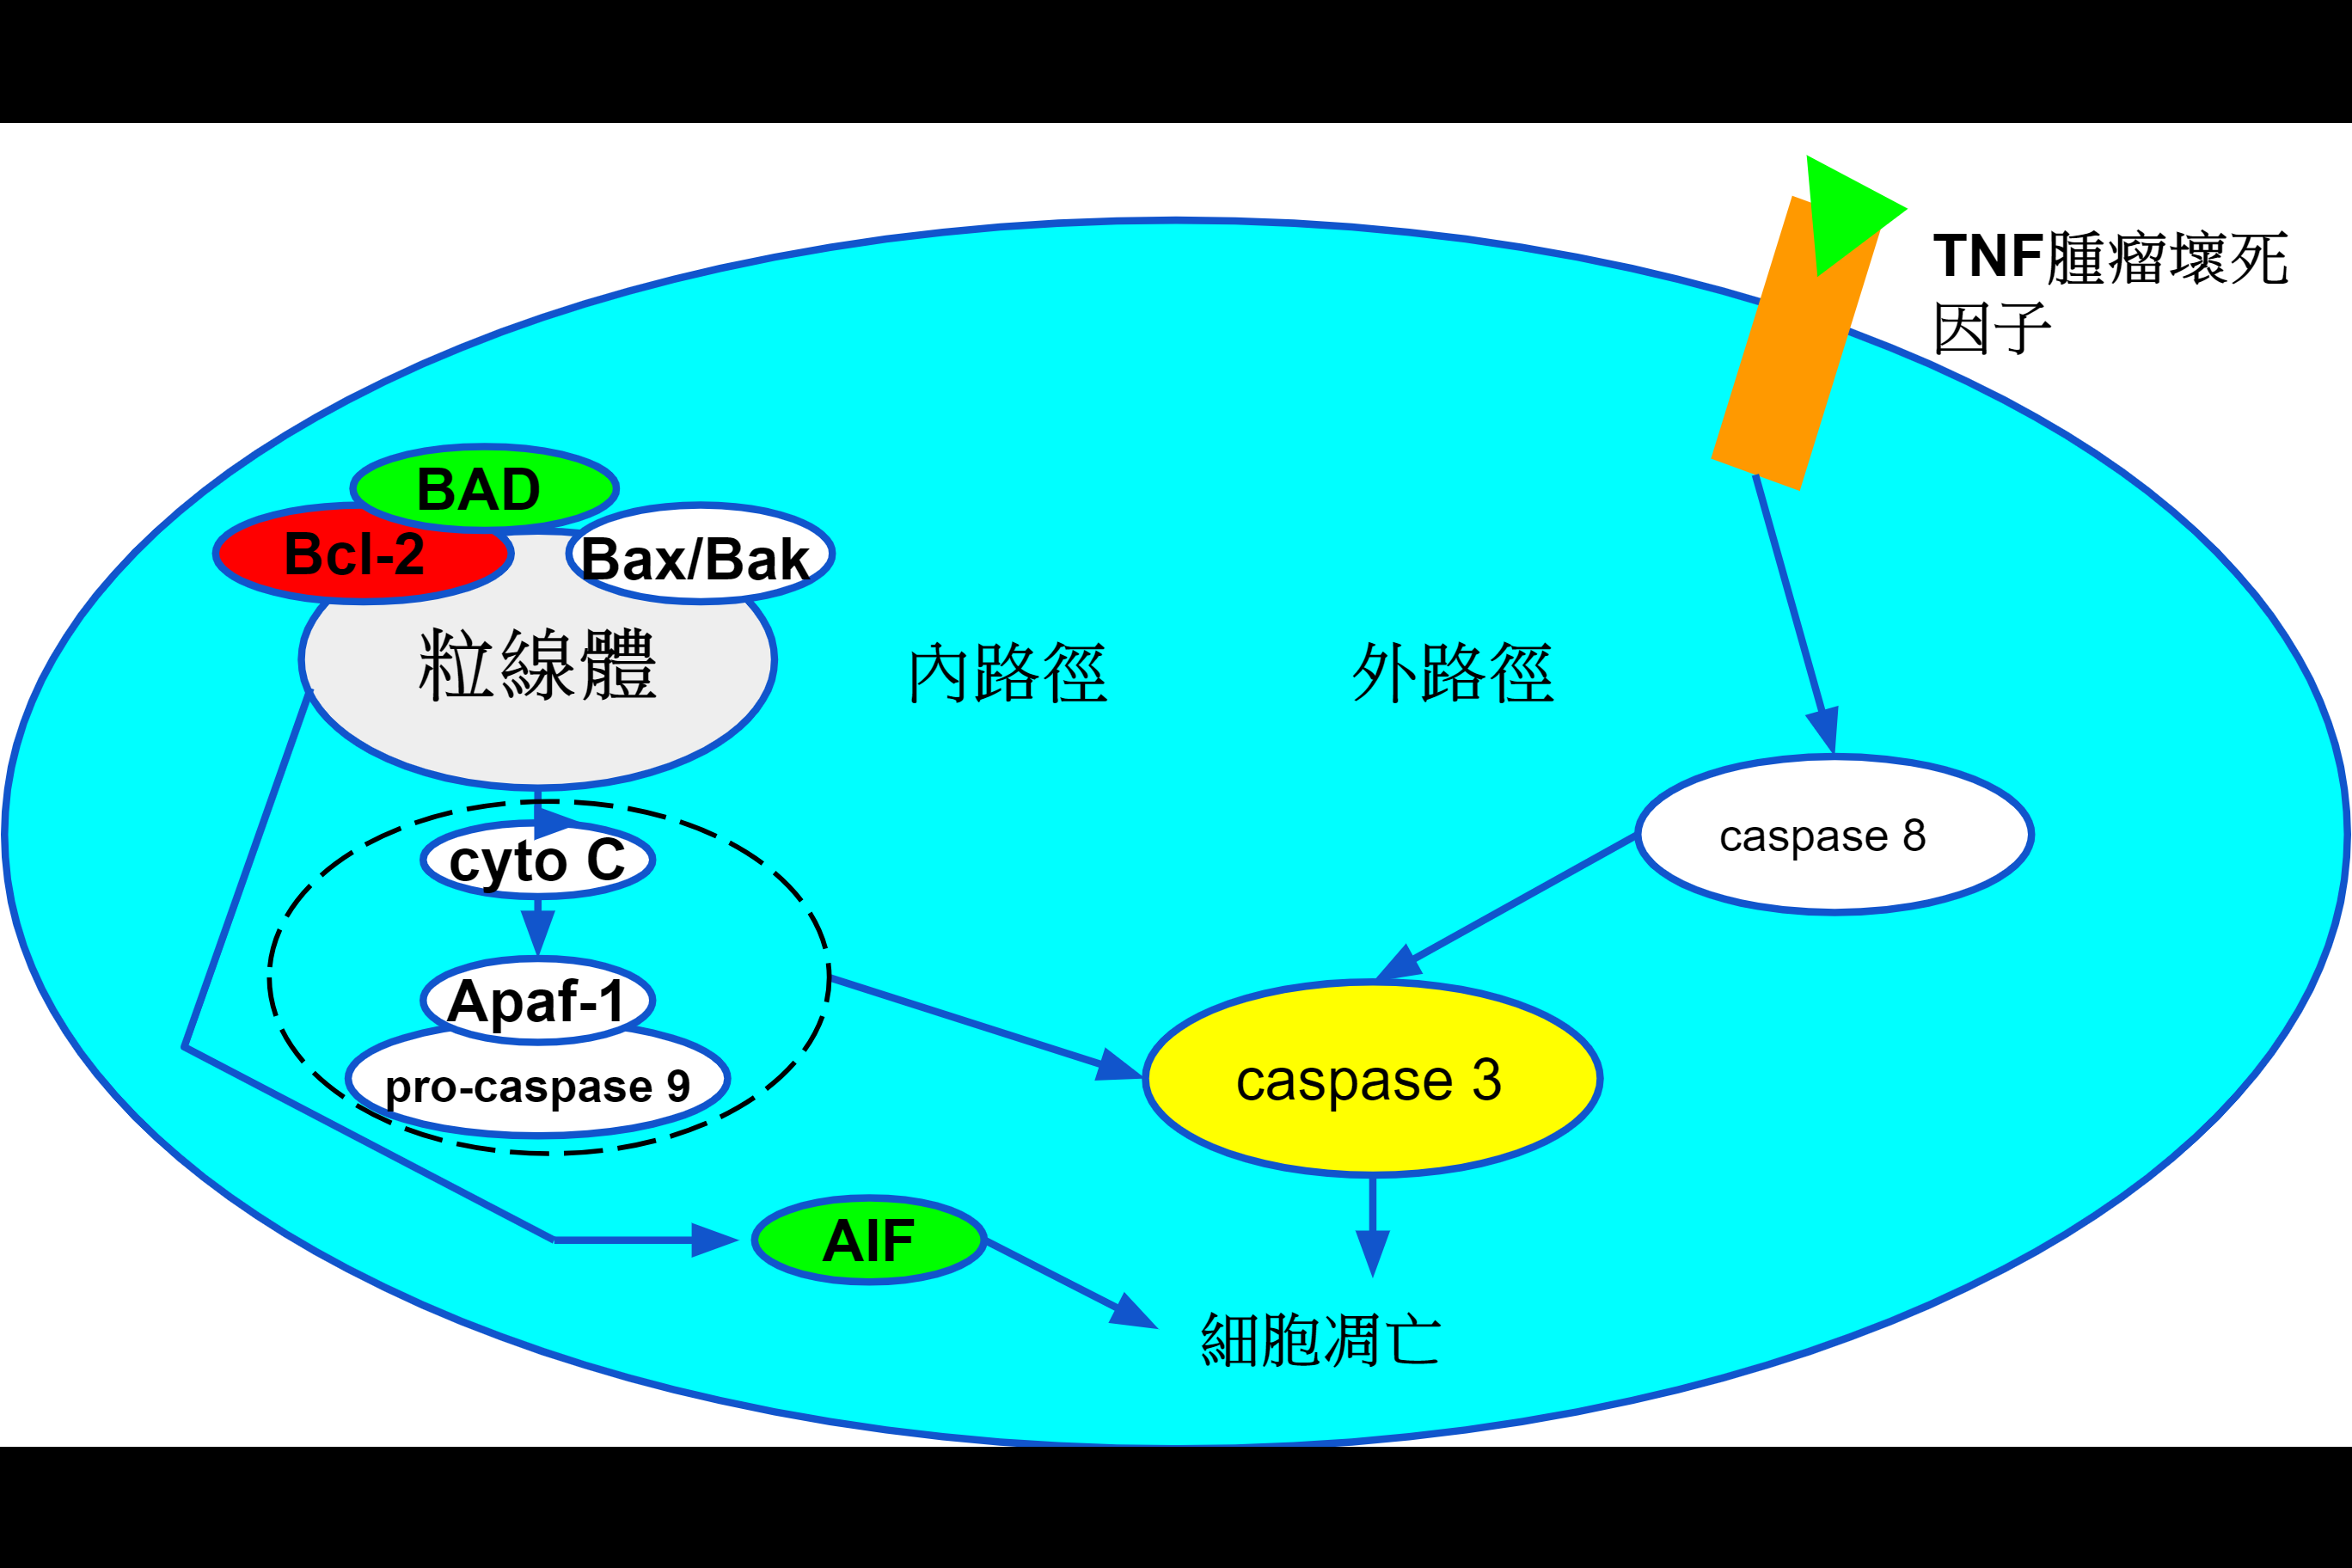 TNF腫瘤壞死
因子
BAD
Bcl-2
Bax/Bak
粒線體
內路徑
外路徑
caspase 8
cyto C
Apaf-1
pro-caspase 9
caspase 3
AIF
細胞凋亡